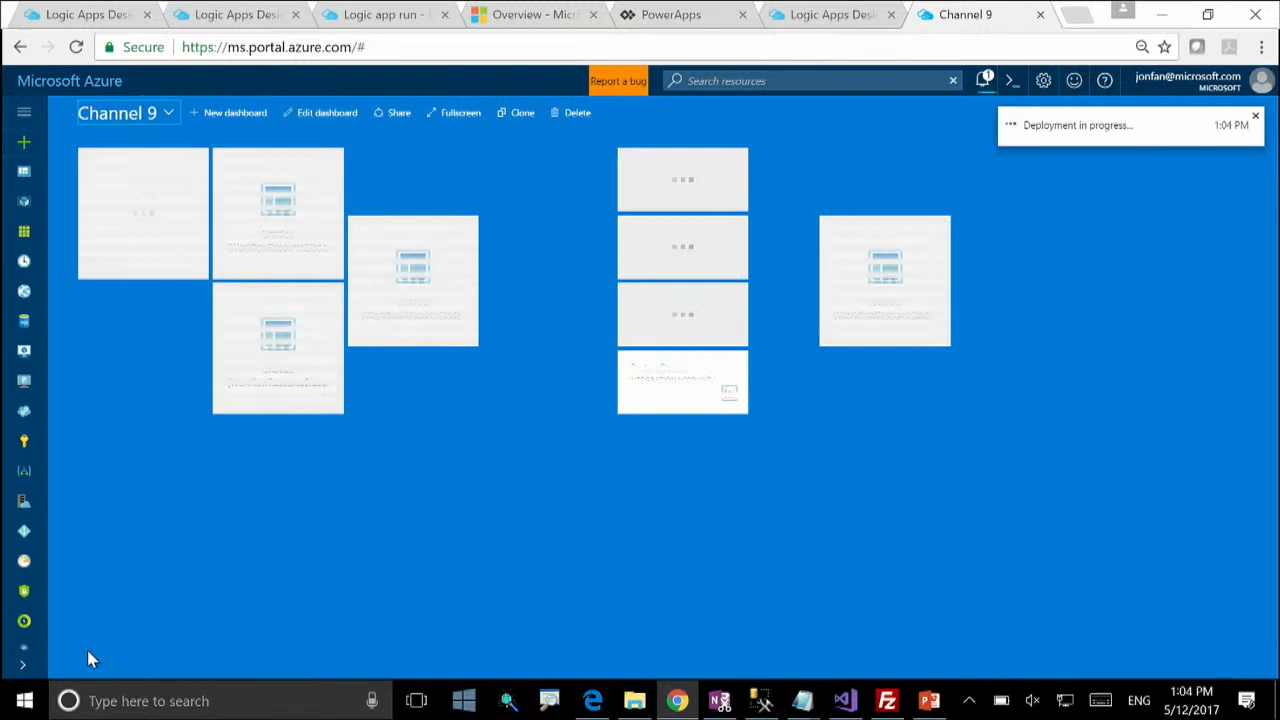 Logic Apps Desi
Logic Apps Desi
Logic app run -
Overview - Micro
PowerApps
Logic Apps Desi
Channel 9
Secure
https://ms.portal.azure.com/#
Microsoft Azure
Report a bug
Search resources
1
jonfan@microsoft.com
MICROSOFT
Channel 9
New dashboard
Edit dashboard
Share
Fullscreen
Clone
Delete
Deployment in progress...
1:04 PM
Type here to search
ENG
1:04 PM
5/12/2017